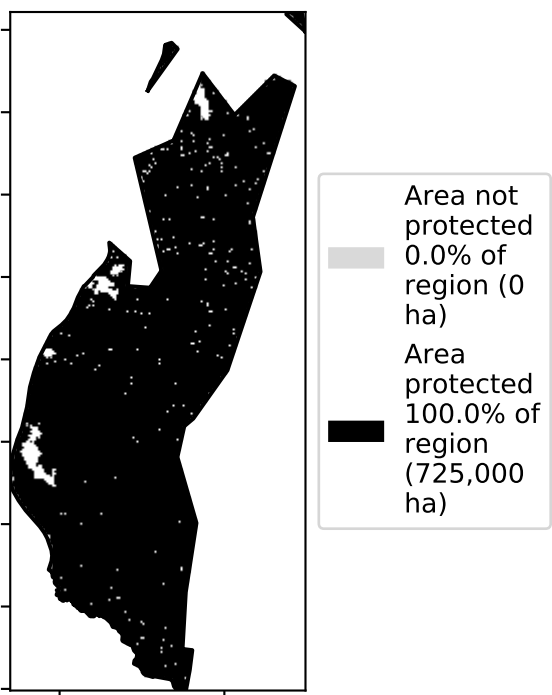 Area not
protected
0.0% of
region (0
ha)
Area
protected
100.0% of
region
(725,000
ha)